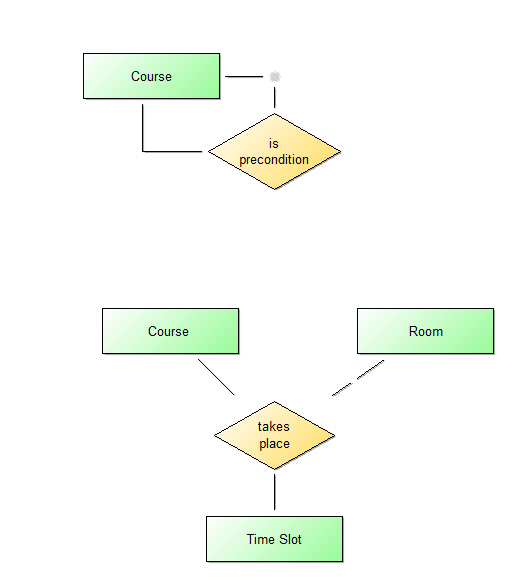 Course
is
precondition
Course
Room
takes
place
Time Slot